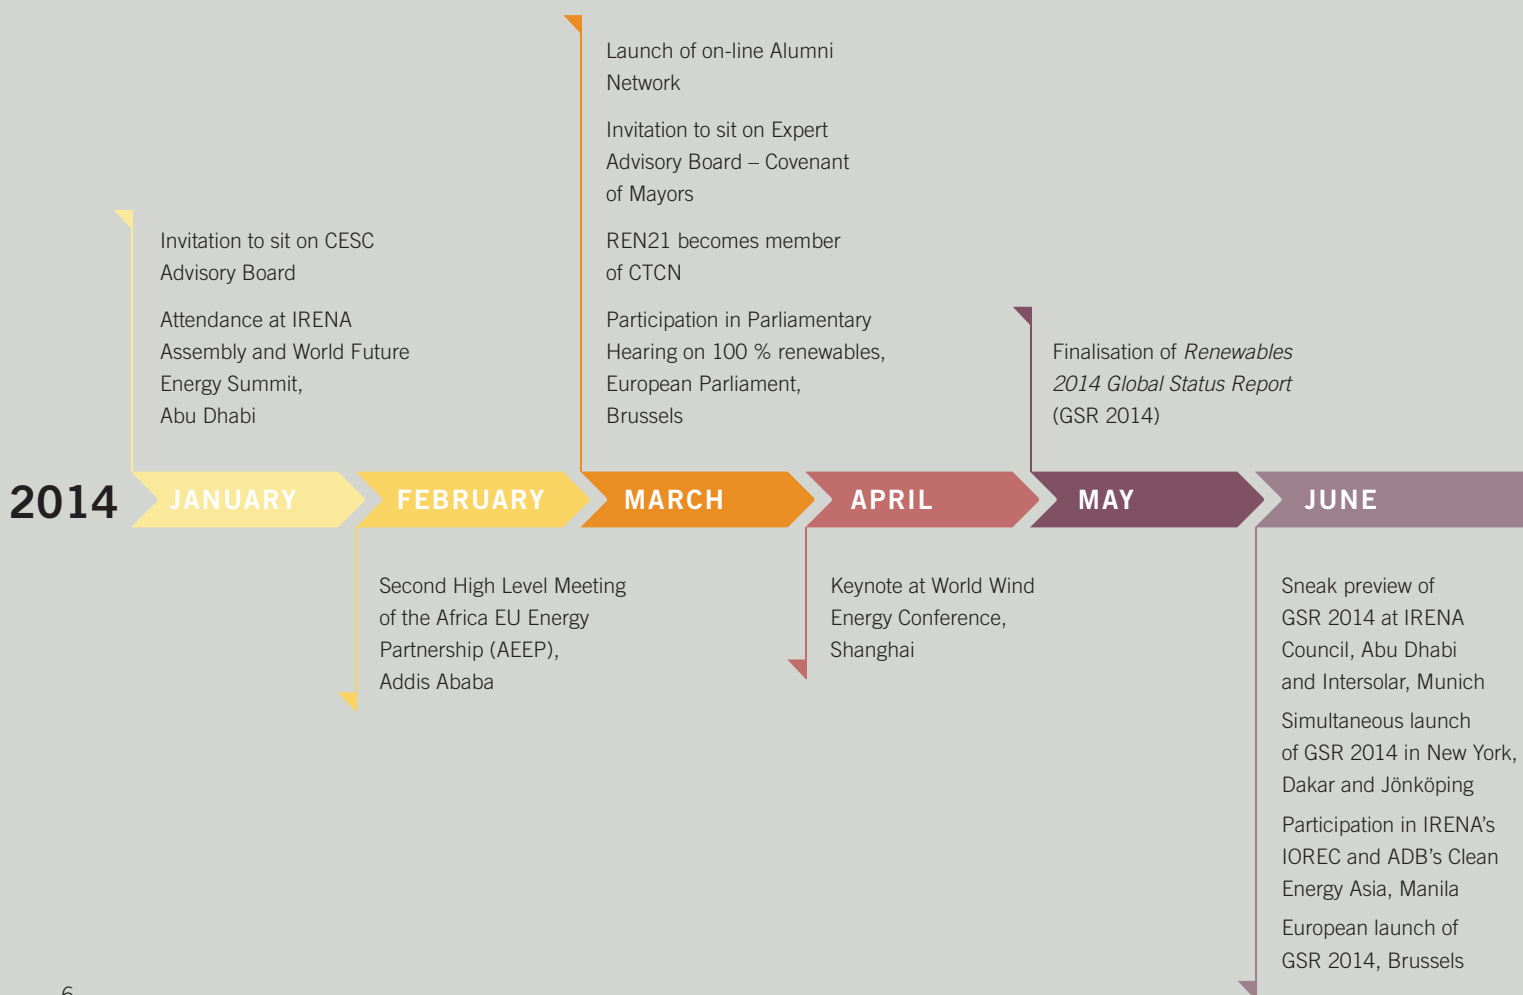 Launch of on-line Alumni
Network
Invitation to sit on Expert
Advisory Board – Covenant
of Mayors
REN21 becomes member
of CTCN
Participation in Parliamentary
Hearing on 100 % renewables,
European Parliament,
Brussels
Invitation to sit on CESC
Advisory Board
Attendance at IRENA
Assembly and World Future
Energy Summit,
Abu Dhabi
Finalisation of Renewables
2014 Global Status Report
(GSR 2014)
2014
JANUARY
FEBRUARY
MARCH
APRIL
MAY
JUNE
Second High Level Meeting
of the Africa EU Energy
Partnership (AEEP),
Addis Ababa
Keynote at World Wind
Energy Conference,
Shanghai
Sneak preview of
GSR 2014 at IRENA
Council, Abu Dhabi
and Intersolar, Munich
Simultaneous launch
of GSR 2014 in New York,
Dakar and Jönköping
Participation in IRENA’s
IOREC and ADB’s Clean
Energy Asia, Manila
European launch of
GSR 2014, Brussels
6